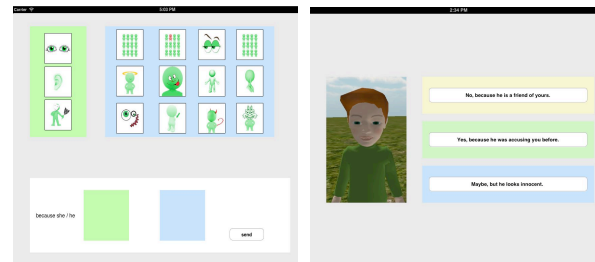 Carrier 5:03 PM
because she / he
send
2:34 PM
No, because he is a friend of yours.
Yes, because he was accusing you before.
Maybe, but he looks innocent.